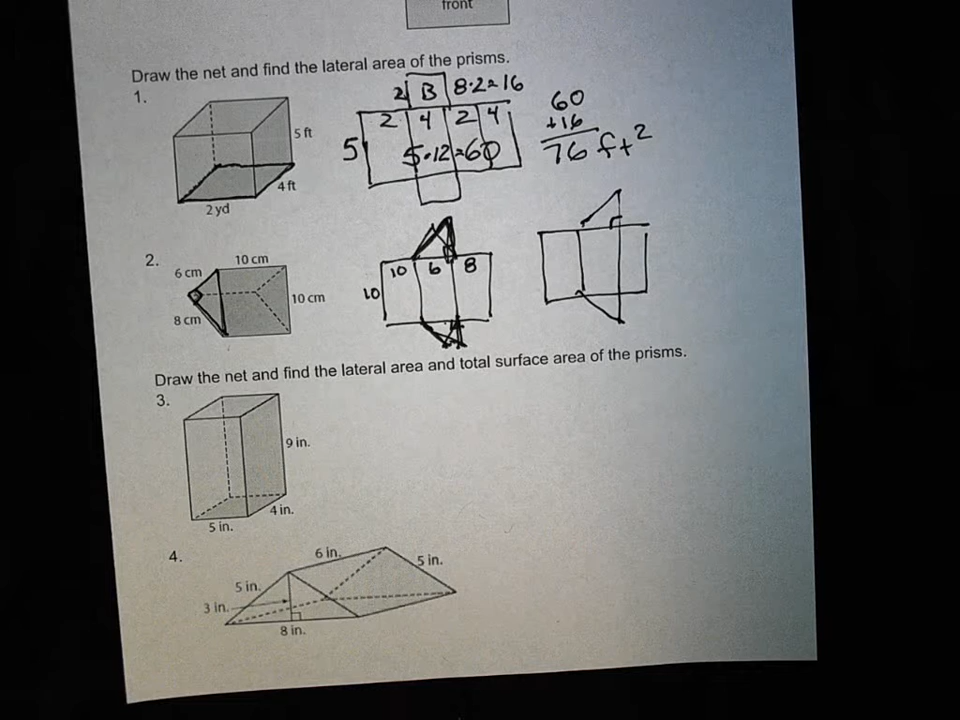 front
Draw the net and find the lateral area of the prisms.
1.
5 ft
4 ft
2 yd
2 B 8·2=16
2 4 2 4
5 5·12=60
60
+16
76 ft²
2.
10 cm
6 cm
10 cm
8 cm
10 6 8
10
Draw the net and find the lateral area and total surface area of the prisms.
3.
9 in.
4 in.
5 in.
4.
6 in.
5 in.
5 in.
3 in.
8 in.